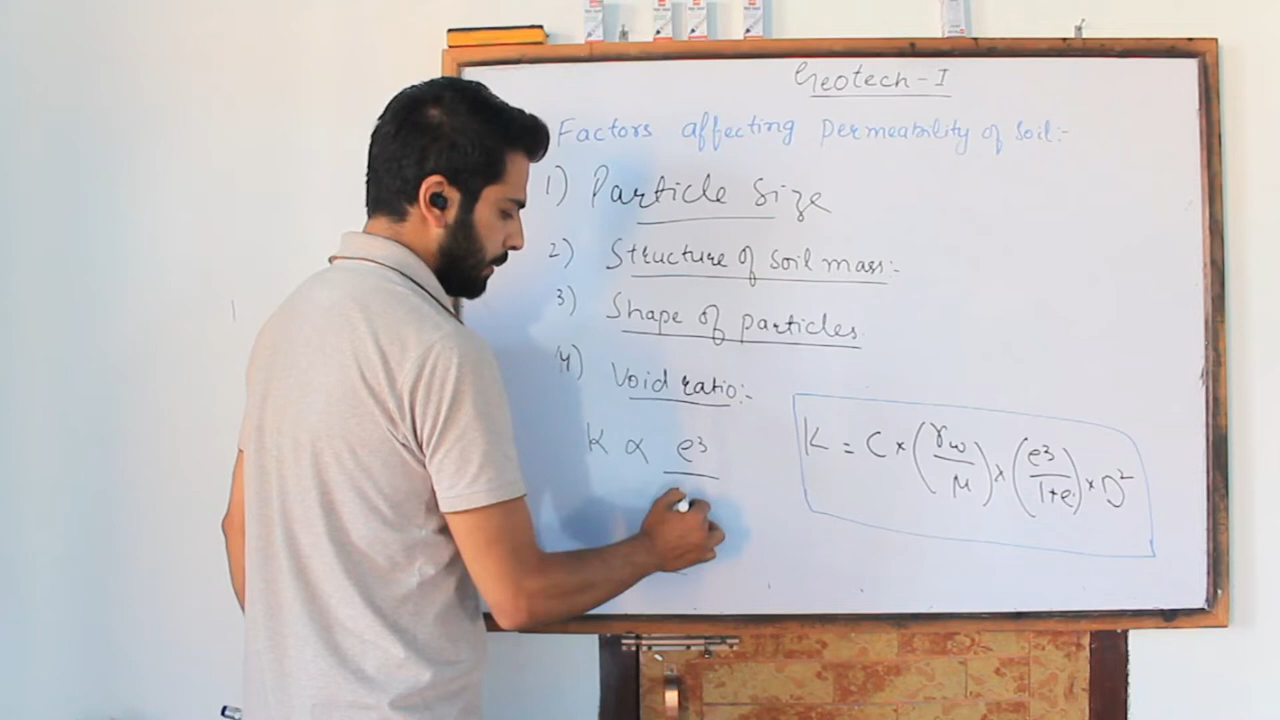 Geotech-I
Factors affecting permeability of soil:-
1) Particle size
2) Structure of soil mass:-
3) Shape of particles.
4) Void ratio:-
K ∝ e³
K = C × (γw/μ) × (e³/1+e) × D²